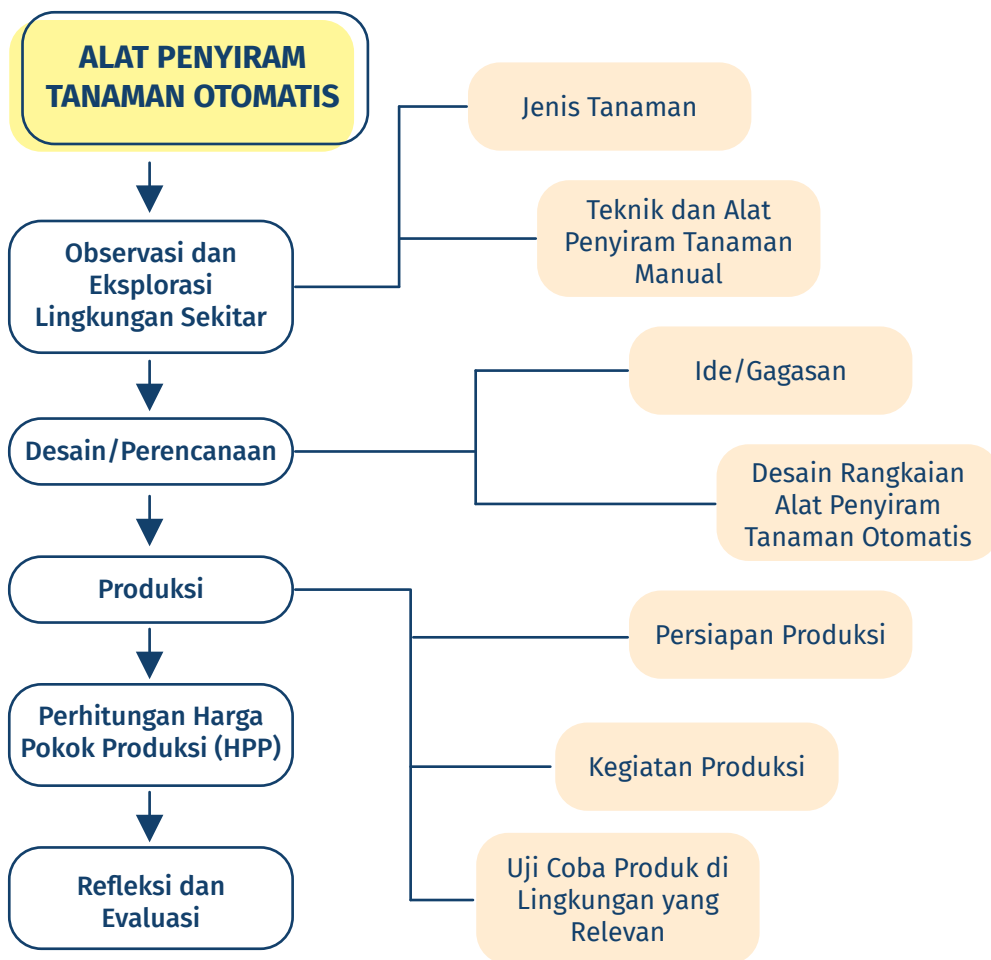 ALAT PENYIRAM
TANAMAN OTOMATIS
Jenis Tanaman
Teknik dan Alat
Penyiram Tanaman
Manual
Observasi dan
Eksplorasi
Lingkungan Sekitar
Ide/Gagasan
Desain/Perencanaan
Desain Rangkaian
Alat Penyiram
Tanaman Otomatis
Produksi
Persiapan Produksi
Perhitungan Harga
Pokok Produksi (HPP)
Kegiatan Produksi
Uji Coba Produk di
Lingkungan yang
Relevan
Refleksi dan
Evaluasi